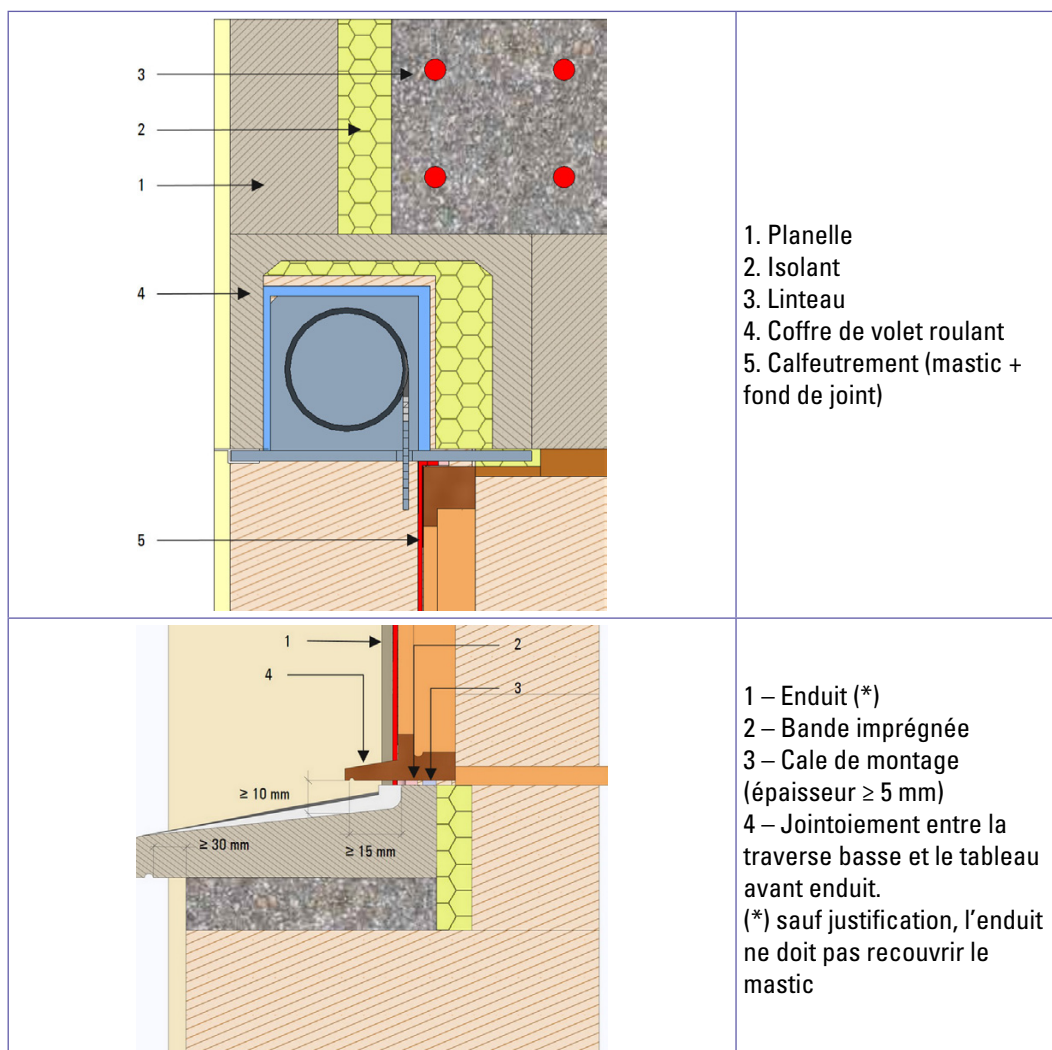 3
2
1
4
5
1. Planelle
2. Isolant
3. Linteau
4. Coffre de volet roulant
5. Calfeutrement (mastic +
fond de joint)
1
2
4
3
≥ 10 mm
≥ 30 mm
≥ 15 mm
1 – Enduit (*)
2 – Bande imprégnée
3 – Cale de montage
(épaisseur ≥ 5 mm)
4 – Jointoiement entre la
traverse basse et le tableau
avant enduit.
(*) sauf justification, l'enduit
ne doit pas recouvrir le
mastic